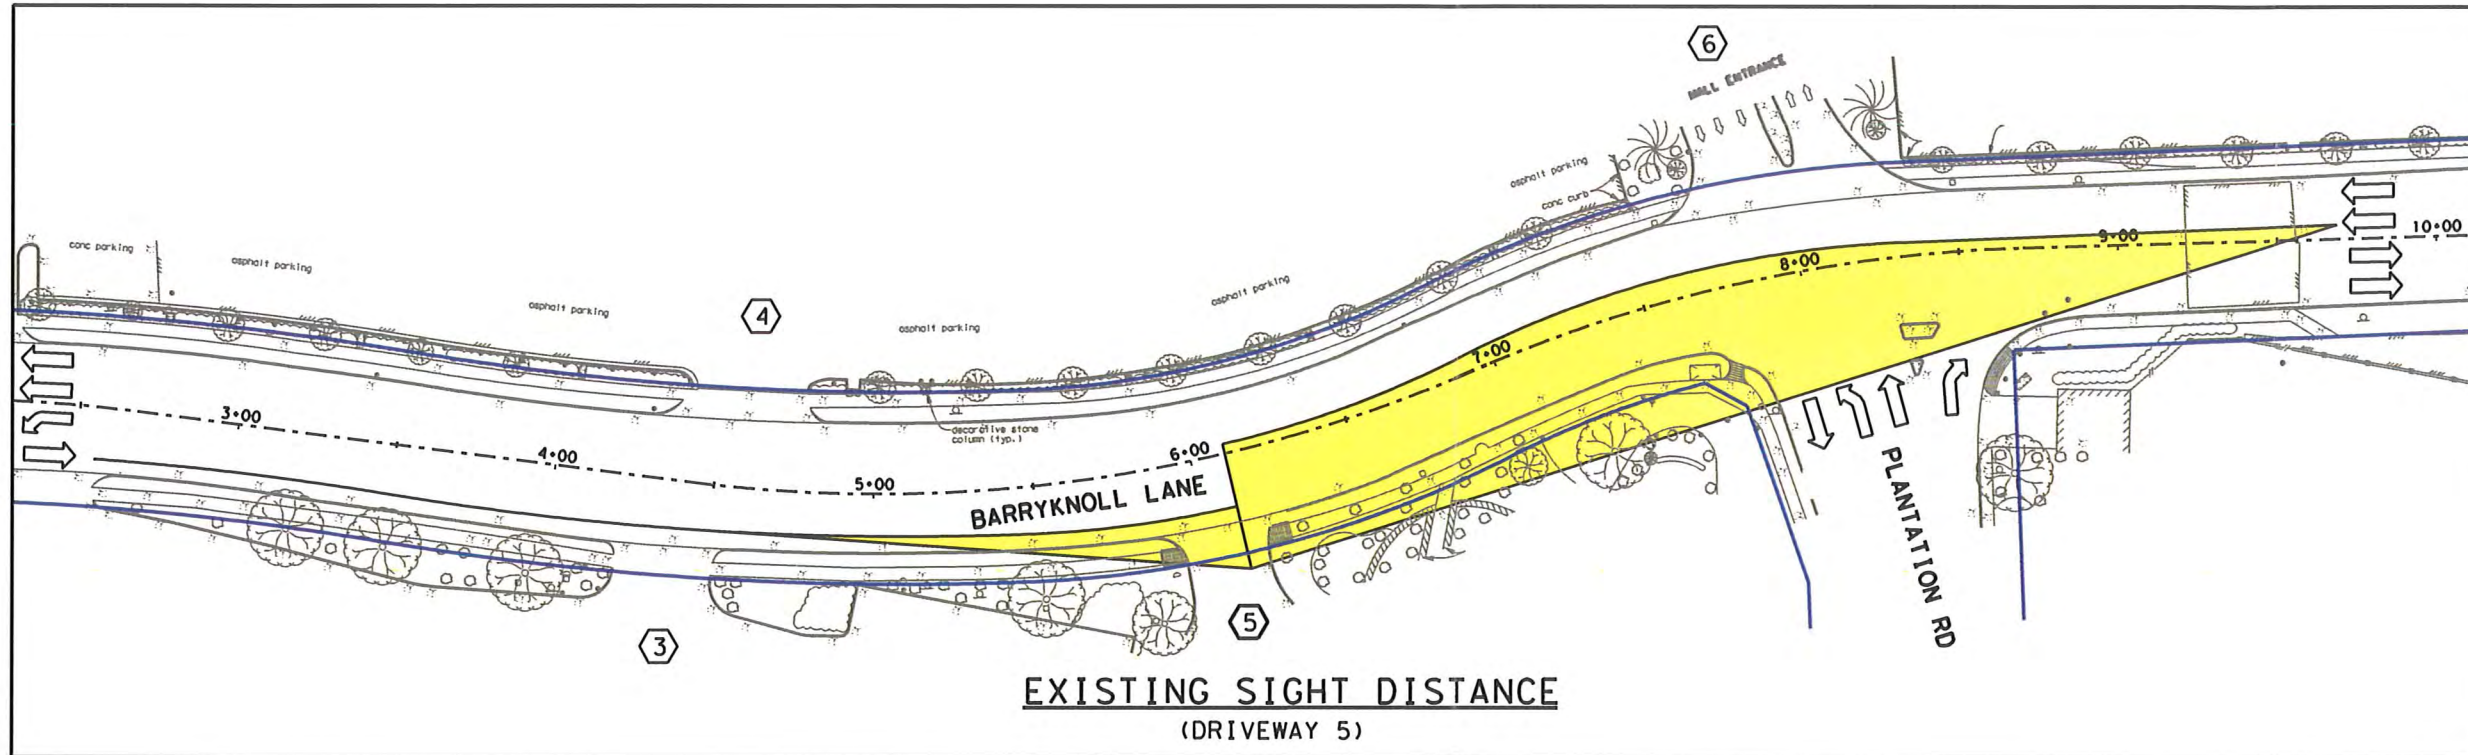 6
MALL ENTRANCE
asphalt parking
conc curb
conc parking
asphalt parking
asphalt parking
4
asphalt parking
asphalt parking
decorative stone
column (typ.)
3+00
4+00
5+00
6+00
7+00
8+00
9+00
10+00
BARRYKNOLL LANE
PLANTATION RD
3
5
EXISTING SIGHT DISTANCE
(DRIVEWAY 5)